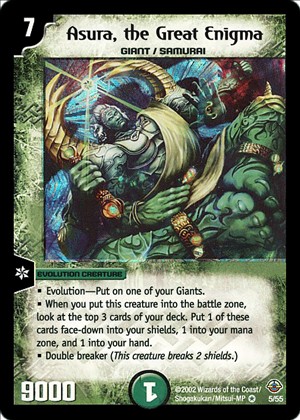 7
Asura, the Great Enigma
GIANT / SAMURAI
EVOLUTION CREATURE
• Evolution—Put on one of your Giants.
• When you put this creature into the battle zone,
look at the top 3 cards of your deck. Put 1 of these
cards face-down into your shields, 1 into your mana
zone, and 1 into your hand.
• Double breaker (This creature breaks 2 shields.)
9000
1
©2002 Wizards of the Coast/
Shogakukan/Mitsui-MP
5/55